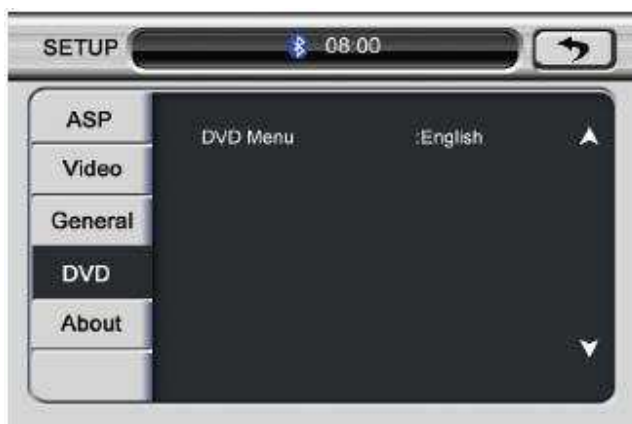 SETUP 08:00
ASP
DVD Menu :English
Video
General
DVD
About